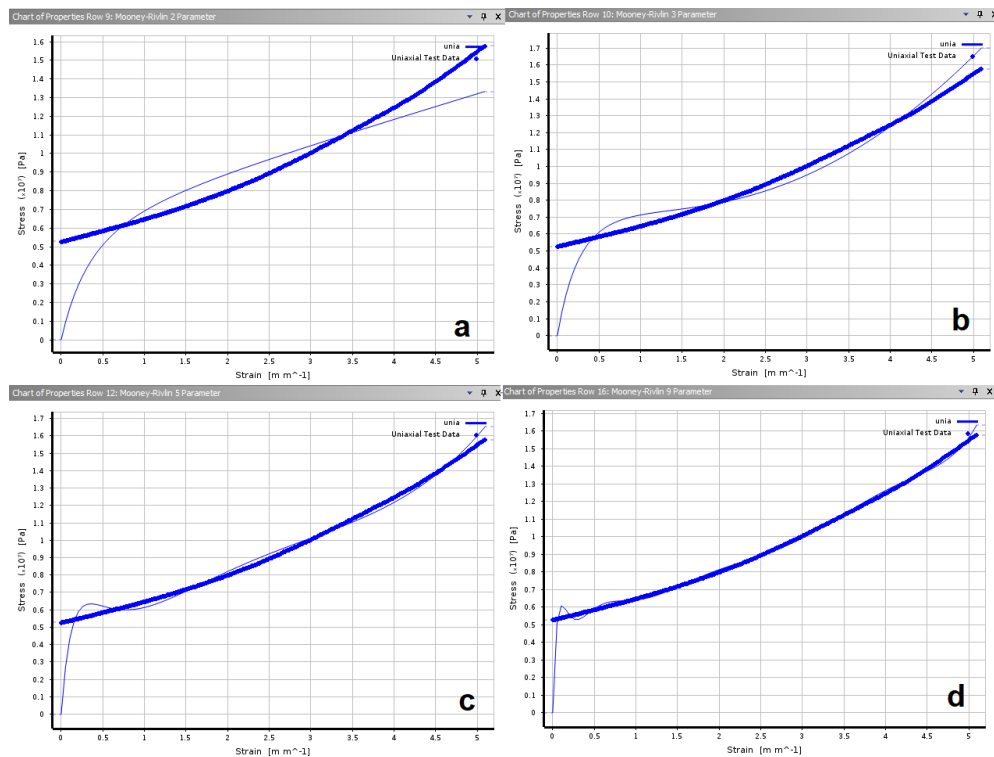 Chart of Properties Row 9: Mooney-Rivlin 2 Parameter
1.6
1.5
1.4
1.3
1.2
1.1
1
0.9
0.8
0.7
0.6
0.5
0.4
0.3
0.2
0.1
0
Stress (ₓ10⁷) [Pa]
unia
Uniaxial Test Data
a
0 0.5 1 1.5 2 2.5 3 3.5 4 4.5 5
Strain [m m^-1]
Chart of Properties Row 10: Mooney-Rivlin 3 Parameter
1.7
1.6
1.5
1.4
1.3
1.2
1.1
1
0.9
0.8
0.7
0.6
0.5
0.4
0.3
0.2
0.1
0
Stress (ₓ10⁷) [Pa]
unia
Uniaxial Test Data
b
0 0.5 1 1.5 2 2.5 3 3.5 4 4.5 5
Strain [m m^-1]
Chart of Properties Row 12: Mooney-Rivlin 5 Parameter
1.7
1.6
1.5
1.4
1.3
1.2
1.1
1
0.9
0.8
0.7
0.6
0.5
0.4
0.3
0.2
0.1
0
Stress (ₓ10⁷) [Pa]
unia
Uniaxial Test Data
c
0 0.5 1 1.5 2 2.5 3 3.5 4 4.5 5
Strain [m m^-1]
Chart of Properties Row 16: Mooney-Rivlin 9 Parameter
1.7
1.6
1.5
1.4
1.3
1.2
1.1
1
0.9
0.8
0.7
0.6
0.5
0.4
0.3
0.2
0.1
0
Stress (ₓ10⁷) [Pa]
unia
Uniaxial Test Data
d
0 0.5 1 1.5 2 2.5 3 3.5 4 4.5 5
Strain [m m^-1]